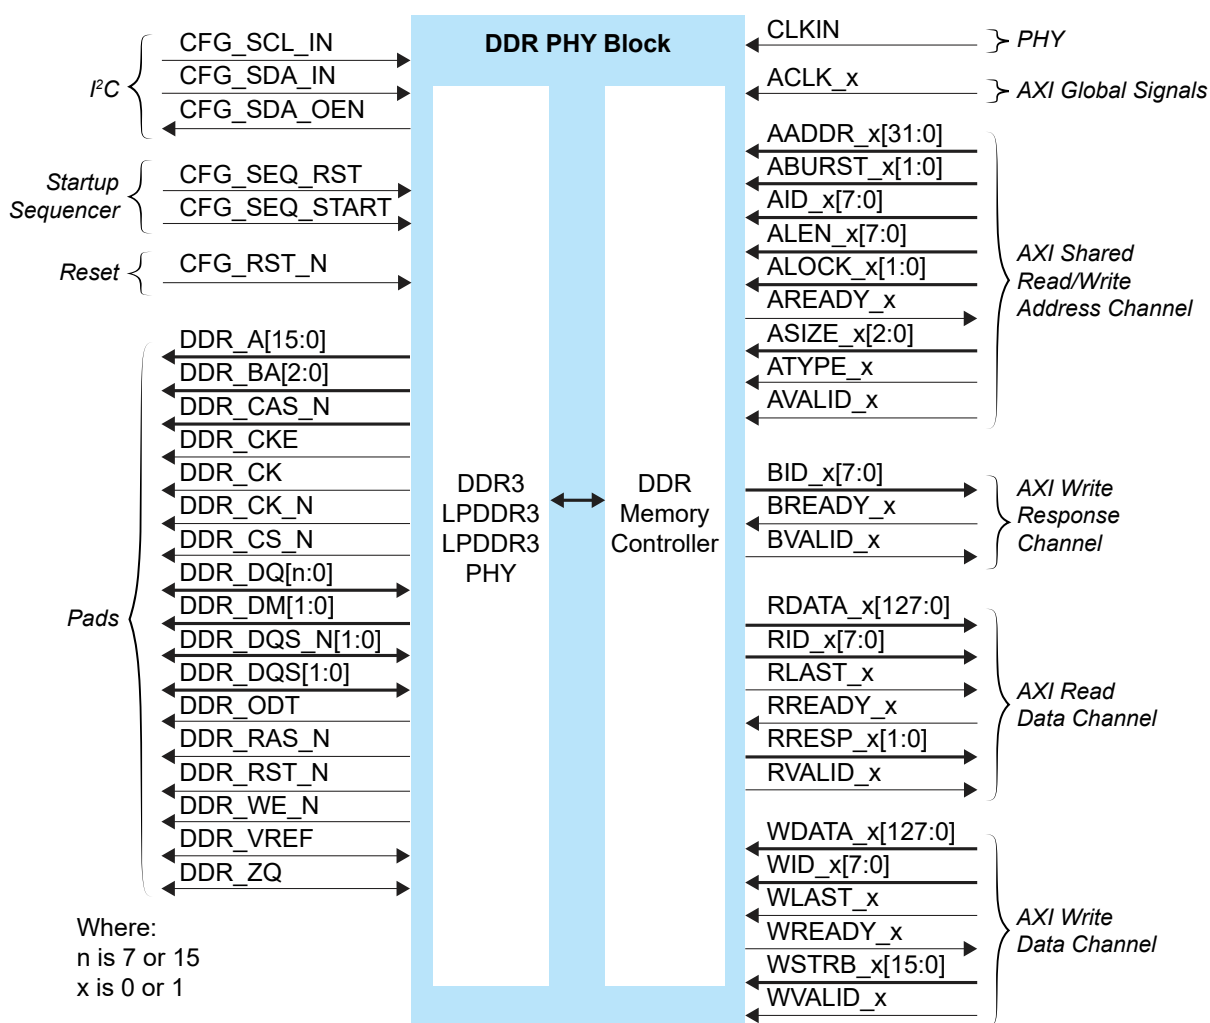 DDR PHY Block
I²C
CFG_SCL_IN
CFG_SDA_IN
CFG_SDA_OEN
Startup
Sequencer
CFG_SEQ_RST
CFG_SEQ_START
Reset
CFG_RST_N
Pads
DDR_A[15:0]
DDR_BA[2:0]
DDR_CAS_N
DDR_CKE
DDR_CK
DDR_CK_N
DDR_CS_N
DDR_DQ[n:0]
DDR_DM[1:0]
DDR_DQS_N[1:0]
DDR_DQS[1:0]
DDR_ODT
DDR_RAS_N
DDR_RST_N
DDR_WE_N
DDR_VREF
DDR_ZQ
Where:
n is 7 or 15
x is 0 or 1
DDR3
LPDDR3
LPDDR3
PHY
DDR
Memory
Controller
CLKIN
PHY
ACLK_x
AXI Global Signals
AADDR_x[31:0]
ABURST_x[1:0]
AID_x[7:0]
ALEN_x[7:0]
ALOCK_x[1:0]
AREADY_x
ASIZE_x[2:0]
ATYPE_x
AVALID_x
AXI Shared
Read/Write
Address Channel
BID_x[7:0]
BREADY_x
BVALID_x
AXI Write
Response
Channel
RDATA_x[127:0]
RID_x[7:0]
RLAST_x
RREADY_x
RRESP_x[1:0]
RVALID_x
AXI Read
Data Channel
WDATA_x[127:0]
WID_x[7:0]
WLAST_x
WREADY_x
WSTRB_x[15:0]
WVALID_x
AXI Write
Data Channel